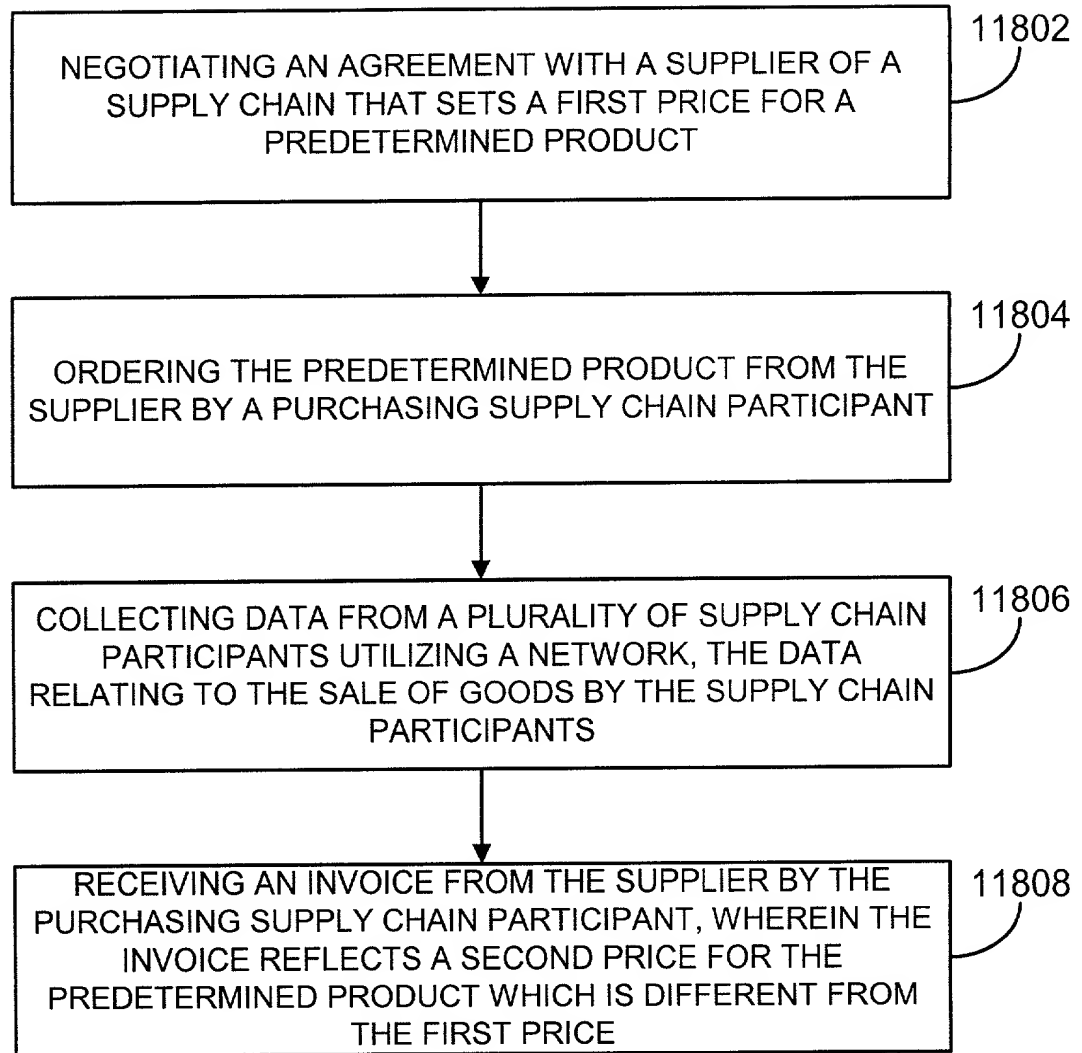 11802
NEGOTIATING AN AGREEMENT WITH A SUPPLIER OF A
SUPPLY CHAIN THAT SETS A FIRST PRICE FOR A
PREDETERMINED PRODUCT
11804
ORDERING THE PREDETERMINED PRODUCT FROM THE
SUPPLIER BY A PURCHASING SUPPLY CHAIN PARTICIPANT
11806
COLLECTING DATA FROM A PLURALITY OF SUPPLY CHAIN
PARTICIPANTS UTILIZING A NETWORK, THE DATA
RELATING TO THE SALE OF GOODS BY THE SUPPLY CHAIN
PARTICIPANTS
11808
RECEIVING AN INVOICE FROM THE SUPPLIER BY THE
PURCHASING SUPPLY CHAIN PARTICIPANT, WHEREIN THE
INVOICE REFLECTS A SECOND PRICE FOR THE
PREDETERMINED PRODUCT WHICH IS DIFFERENT FROM
THE FIRST PRICE